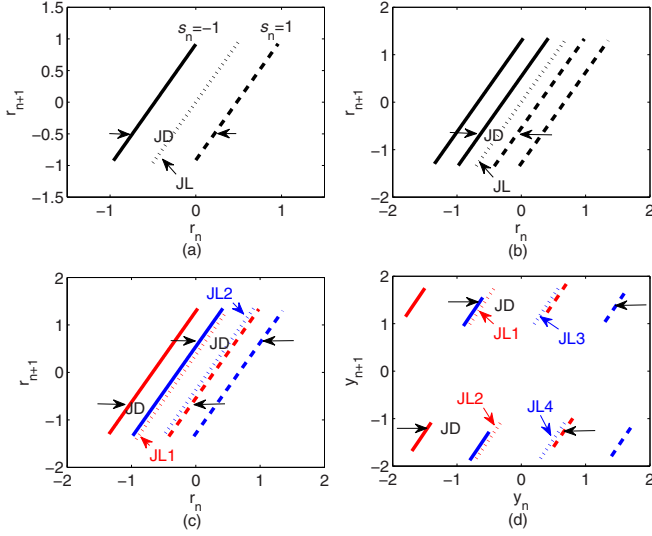 s_n=-1 s_n=1
1.5
1
0.5
0
-0.5
-1
-1.5
r_{n+1}
JD
JL
-1 0 1 2
r_n
(a)
2
1
0
-1
-2
r_{n+1}
JD
JL
-2 -1 0 1 2
r_n
(b)
2
1
0
-1
-2
r_{n+1}
JL2
JD
JD
JL1
-2 -1 0 1 2
r_n
(c)
2
1
0
-1
-2
y_{n+1}
JD
JL1
JL3
JL2
JL4
JD
-2 -1 0 1 2
y_n
(d)